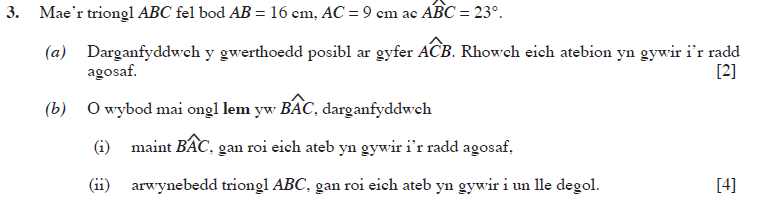 3. Mae'r triongl ABC fel bod AB = 16 cm, AC = 9 cm ac AB̂C = 23°.
(a) Darganfyddwch y gwerthoedd posibl ar gyfer AĈB. Rhowch eich atebion yn gywir i'r radd
agosaf. [2]
(b) O wybod mai ongl lem yw BÂC, darganfyddwch
(i) maint BÂC, gan roi eich ateb yn gywir i'r radd agosaf,
(ii) arwynebedd triongl ABC, gan roi eich ateb yn gywir i un lle degol. [4]